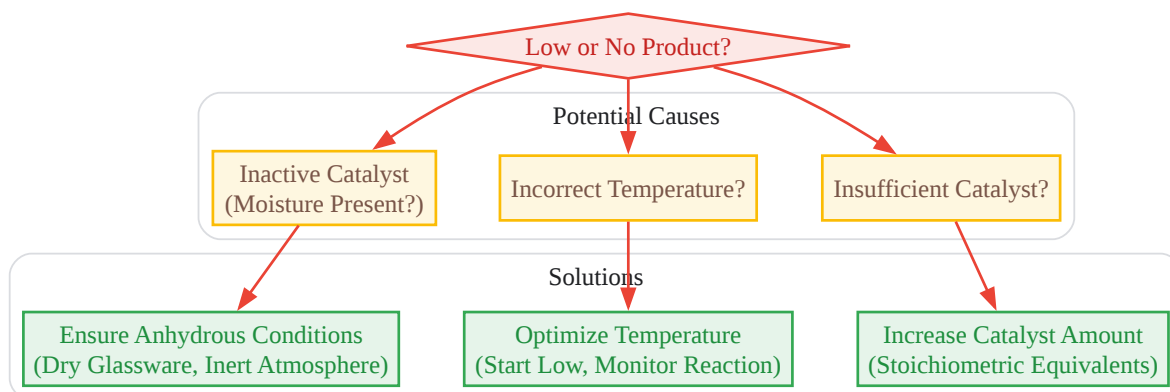 Low or No Product?
Potential Causes
Inactive Catalyst
(Moisture Present?)
Incorrect Temperature?
Insufficient Catalyst?
Solutions
Ensure Anhydrous Conditions
(Dry Glassware, Inert Atmosphere)
Optimize Temperature
(Start Low, Monitor Reaction)
Increase Catalyst Amount
(Stoichiometric Equivalents)